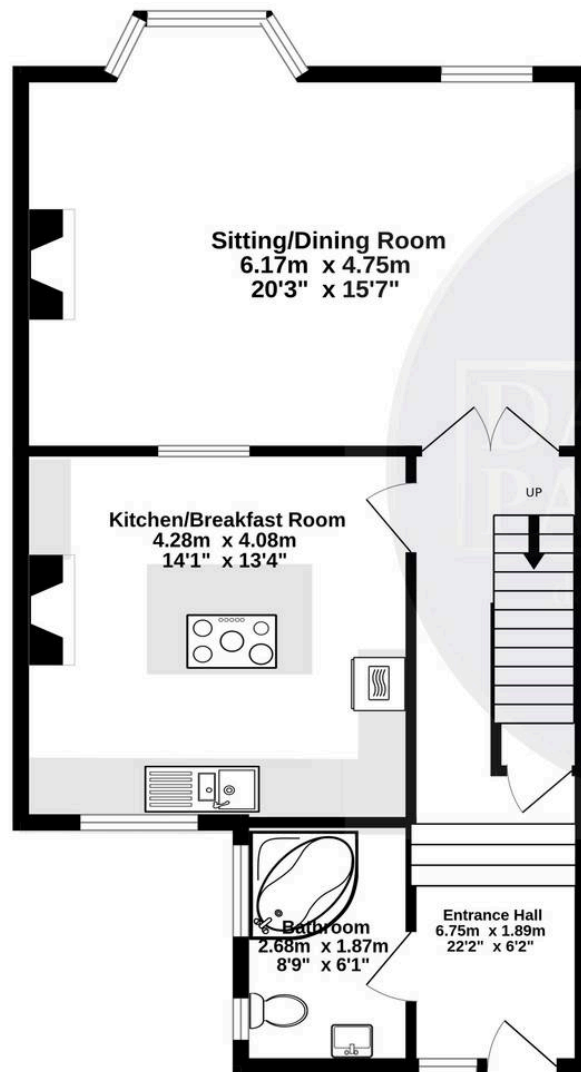 Sitting/Dining Room
6.17m x 4.75m
20'3" x 15'7"
UP
Kitchen/Breakfast Room
4.28m x 4.08m
14'1" x 13'4"
Entrance Hall
6.75m x 1.89m
22'2" x 6'2"
Bathroom
2.68m x 1.87m
8'9" x 6'1"